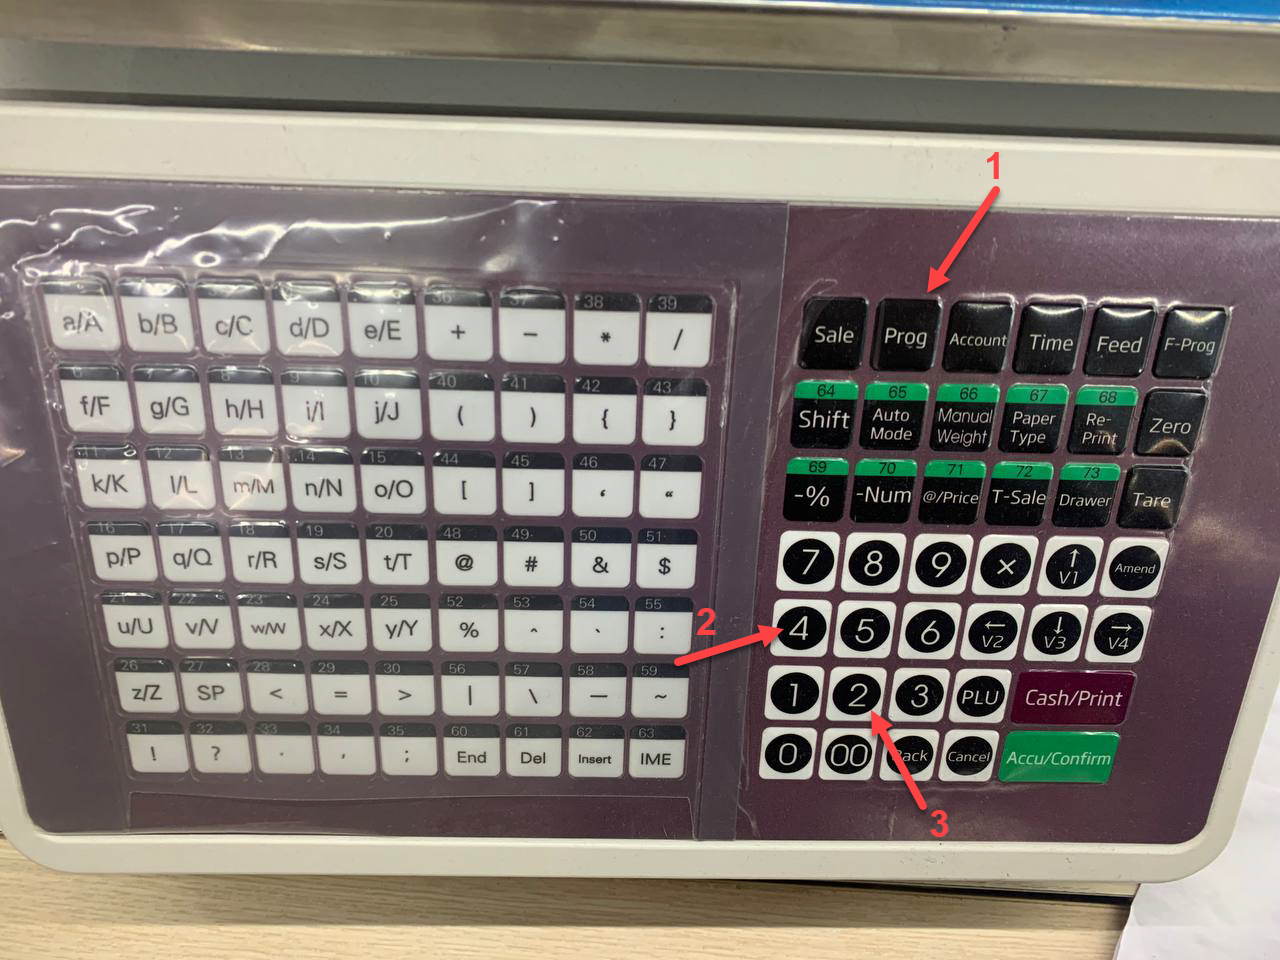 1
a/A b/B c/C d/D e/E 36 + 37 − 38 * 39 /
Sale Prog Account Time Feed F-Prog
6 f/F 7 g/G 8 h/H 9 i/I 10 j/J 40 ( 41 ) 42 { 43 }
64 Shift 65 Auto Mode 66 Manual Weight 67 Paper Type 68 Re-Print Zero
11 k/K 12 l/L 13 m/M 14 n/N 15 o/O 44 [ 45 ] 46 ‘ 47 “
69 -% 70 -Num 71 @/Price 72 T-Sale 73 Drawer Tare
16 p/P 17 q/Q 18 r/R 19 s/S 20 t/T 48 @ 49 # 50 & 51 $
7 8 9 × ↑ V1 Amend
21 u/U 22 v/V 23 w/W 24 x/X 25 y/Y 52 % 53 ^ 54 ` 55 :
2
4 5 6 ← V2 ↓ V3 → V4
26 z/Z 27 SP 28 < 29 = 30 > 56 | 57 \ 58 — 59 ~
1 2 3 PLU Cash/Print
31 ! 32 ? 33 . 34 , 35 ; 60 End 61 Del 62 Insert 63 IME
0 00 Back Cancel Accu/Confirm
3